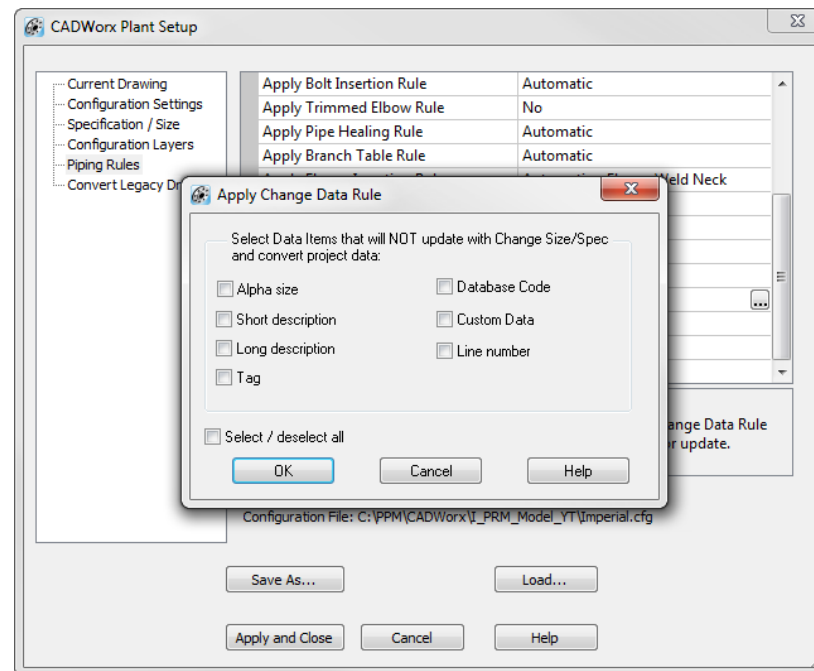 CADWorx Plant Setup
Current Drawing
Configuration Settings
Specification / Size
Configuration Layers
Piping Rules
Convert Legacy Dr
Apply Bolt Insertion Rule Automatic
Apply Trimmed Elbow Rule No
Apply Pipe Healing Rule Automatic
Apply Branch Table Rule Automatic
Weld Neck
Apply Change Data Rule
Select Data Items that will NOT update with Change Size/Spec
and convert project data:
Alpha size
Database Code
Short description
Custom Data
Long description
Line number
Tag
Select / deselect all
OK Cancel Help
...
ange Data Rule
or update.
Configuration File: C:\PPM\CADWorx\I_PRM_Model_YT\Imperial.cfg
Save As... Load...
Apply and Close Cancel Help